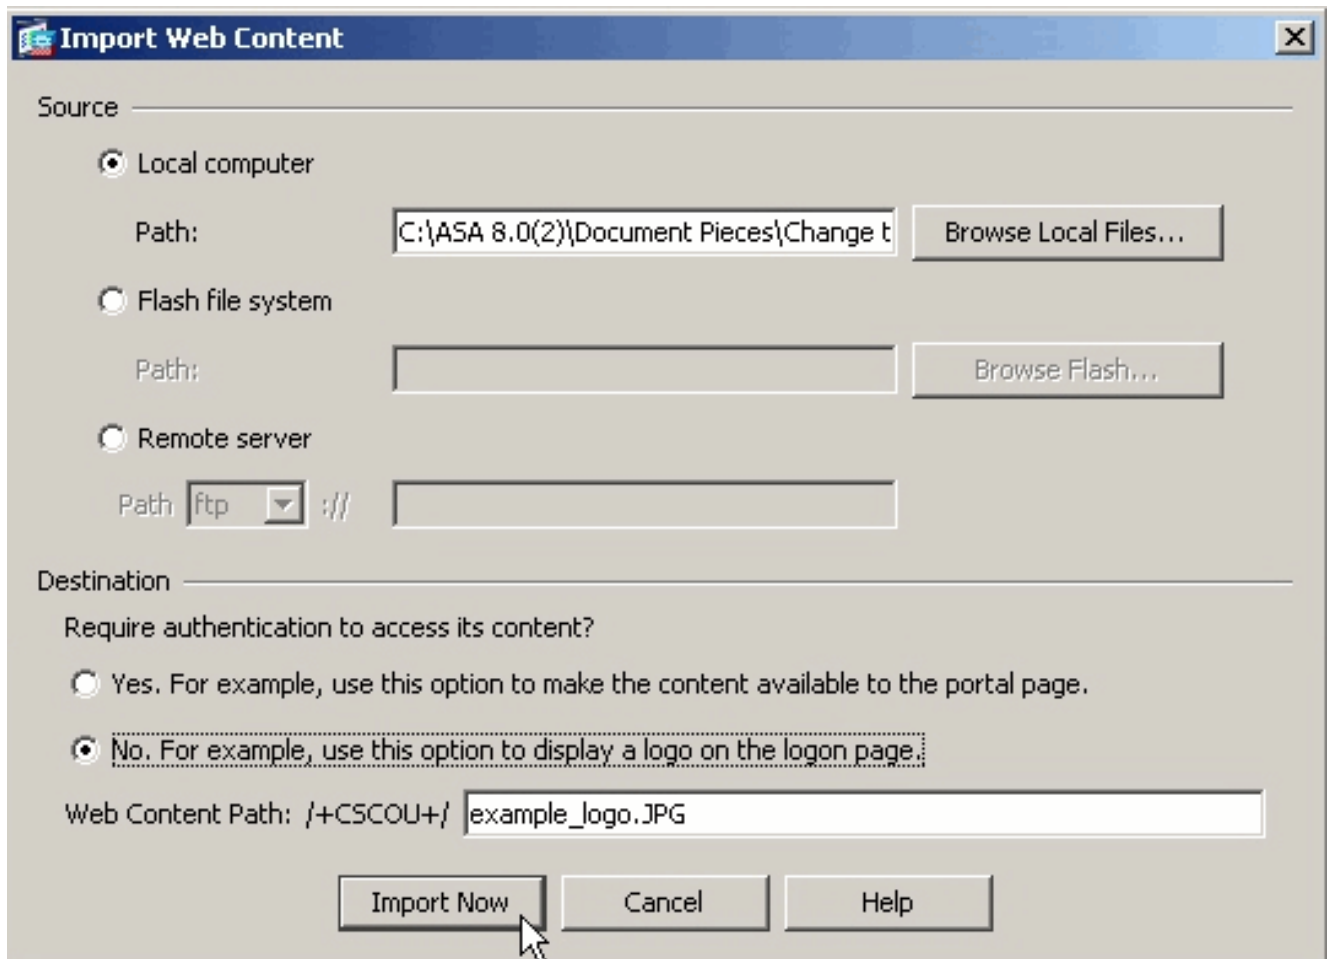 Import Web Content
Source
Local computer
Path: C:\ASA 8.0(2)\Document Pieces\Change t Browse Local Files...
Flash file system
Path: Browse Flash...
Remote server
Path ftp ://
Destination
Require authentication to access its content?
Yes. For example, use this option to make the content available to the portal page.
No. For example, use this option to display a logo on the logon page.
Web Content Path: /+CSCOU+/ example_logo.JPG
Import Now Cancel Help